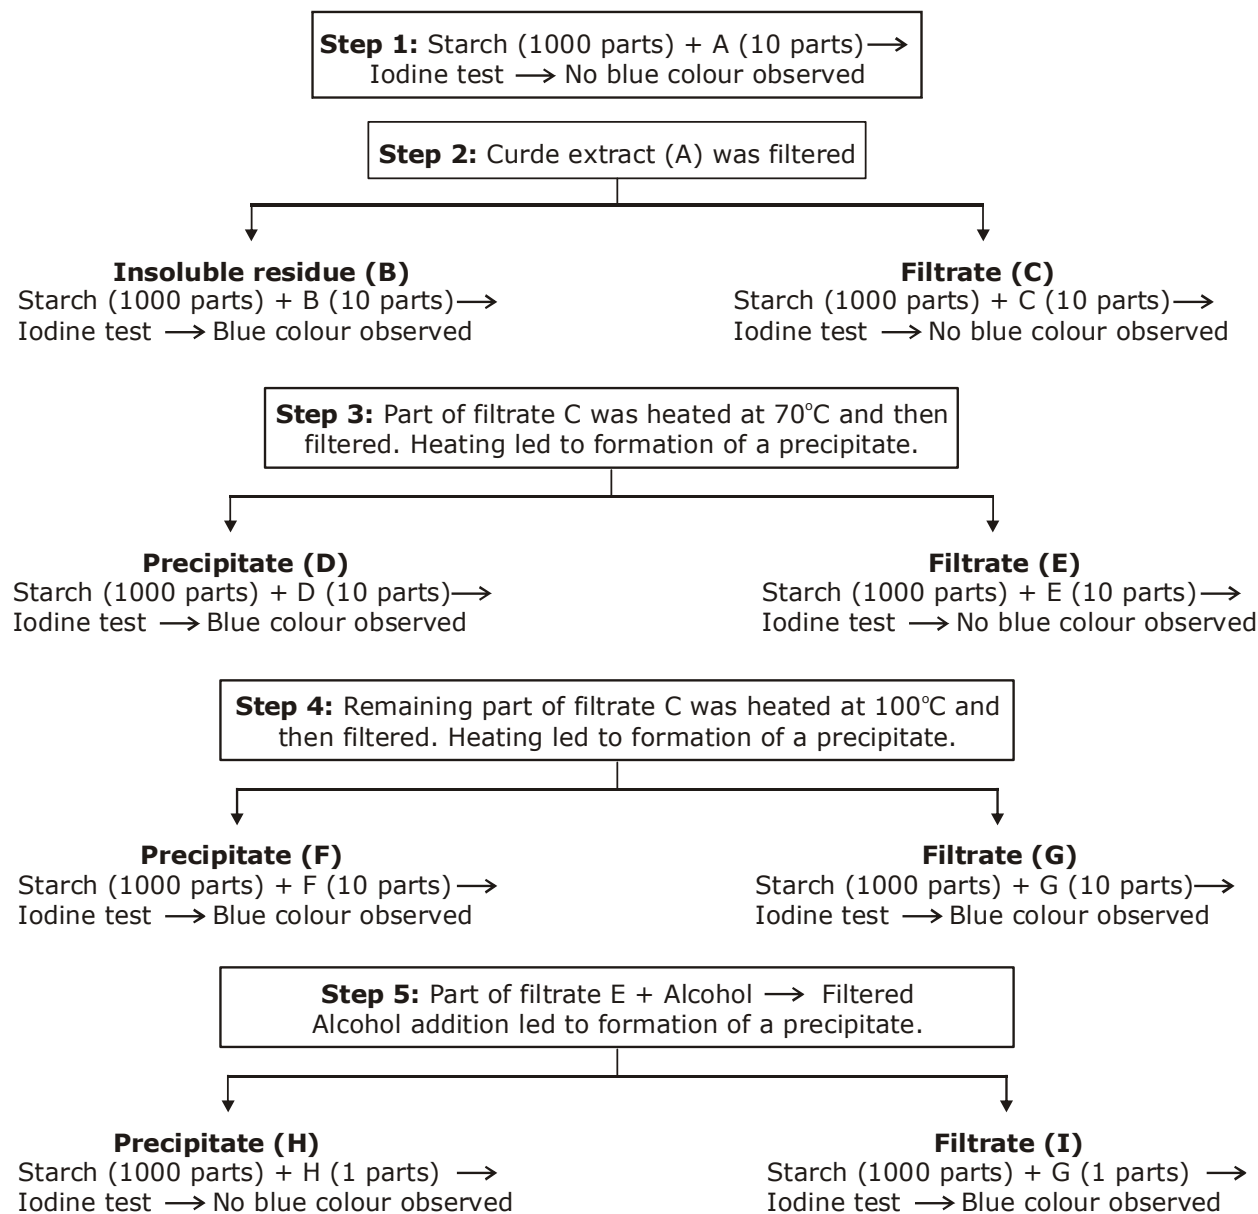 Step 1: Starch (1000 parts) + A (10 parts)→
Iodine test → No blue colour observed
Step 2: Curde extract (A) was filtered
Insoluble residue (B)
Starch (1000 parts) + B (10 parts)→
Iodine test → Blue colour observed
Filtrate (C)
Starch (1000 parts) + C (10 parts)→
Iodine test → No blue colour observed
Step 3: Part of filtrate C was heated at 70°C and then
filtered. Heating led to formation of a precipitate.
Precipitate (D)
Starch (1000 parts) + D (10 parts)→
Iodine test → Blue colour observed
Filtrate (E)
Starch (1000 parts) + E (10 parts)→
Iodine test → No blue colour observed
Step 4: Remaining part of filtrate C was heated at 100°C and
then filtered. Heating led to formation of a precipitate.
Precipitate (F)
Starch (1000 parts) + F (10 parts)→
Iodine test → Blue colour observed
Filtrate (G)
Starch (1000 parts) + G (10 parts)→
Iodine test → Blue colour observed
Step 5: Part of filtrate E + Alcohol → Filtered
Alcohol addition led to formation of a precipitate.
Precipitate (H)
Starch (1000 parts) + H (1 parts) →
Iodine test → No blue colour observed
Filtrate (I)
Starch (1000 parts) + G (1 parts) →
Iodine test → Blue colour observed